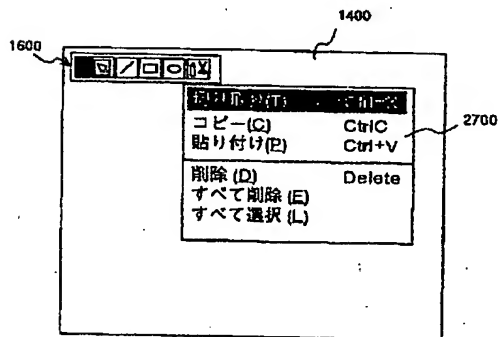 1400
1600
2700
コピー(C) CtrlC
貼り付け(P) Ctrl+V
削除(D) Delete
すべて削除(E)
すべて選択(L)